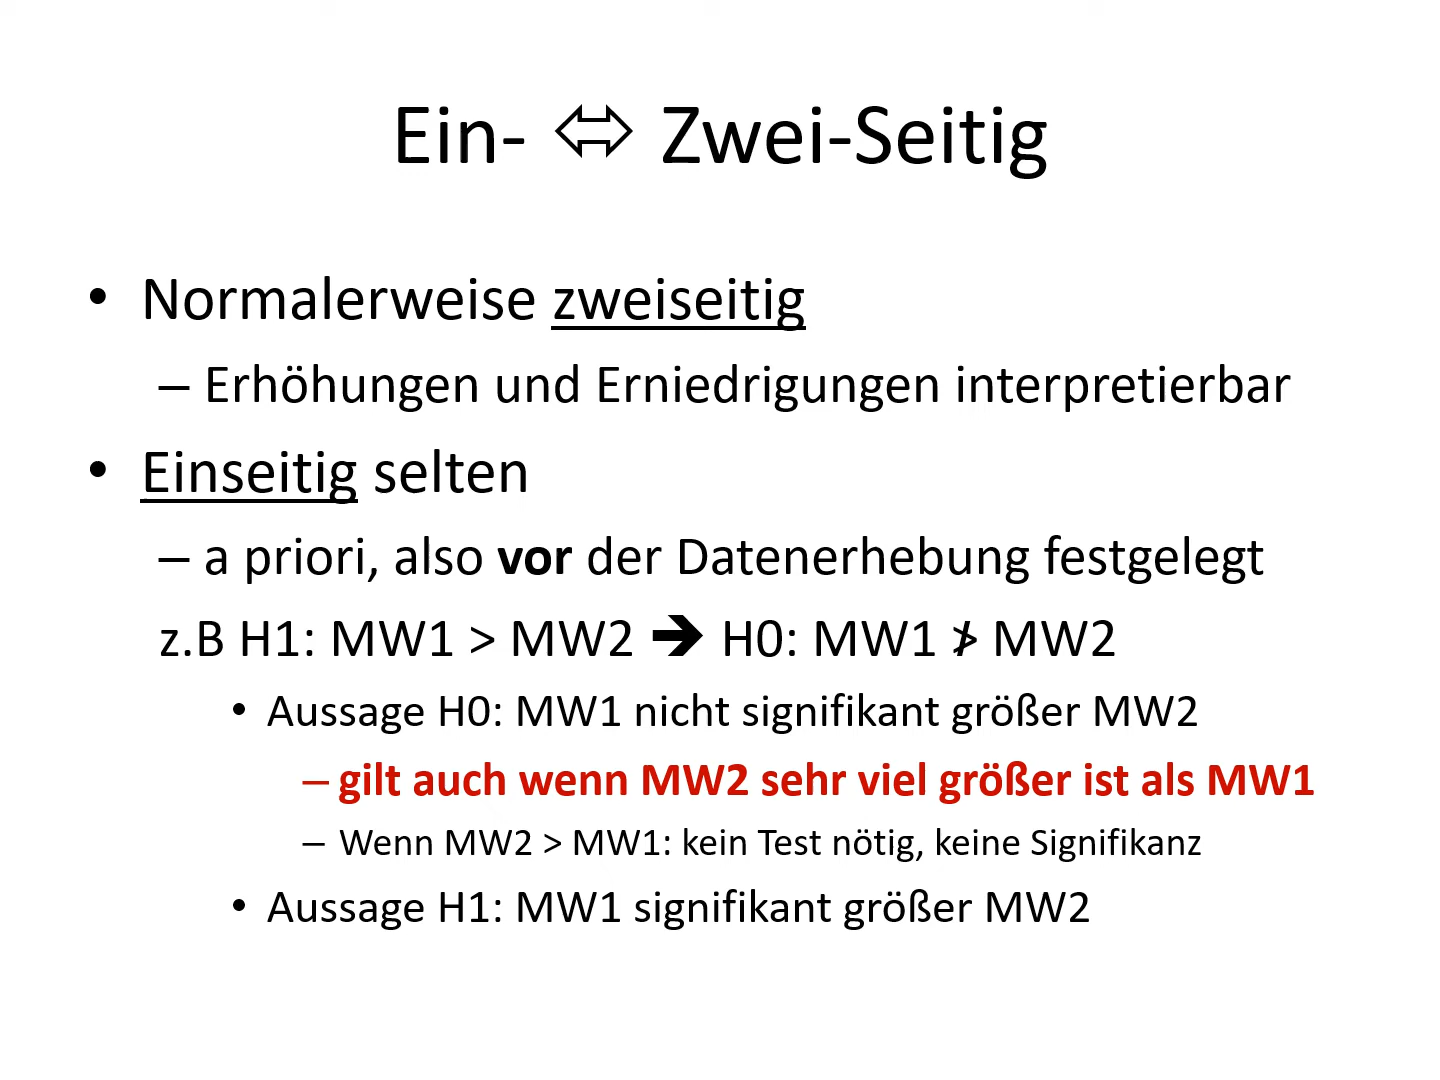 Ein- ⬄ Zwei-Seitig
• Normalerweise zweiseitig
– Erhöhungen und Erniedrigungen interpretierbar
• Einseitig selten
– a priori, also vor der Datenerhebung festgelegt
z.B H1: MW1 > MW2 🡺 H0: MW1 ≯ MW2
• Aussage H0: MW1 nicht signifikant größer MW2
– gilt auch wenn MW2 sehr viel größer ist als MW1
– Wenn MW2 > MW1: kein Test nötig, keine Signifikanz
• Aussage H1: MW1 signifikant größer MW2